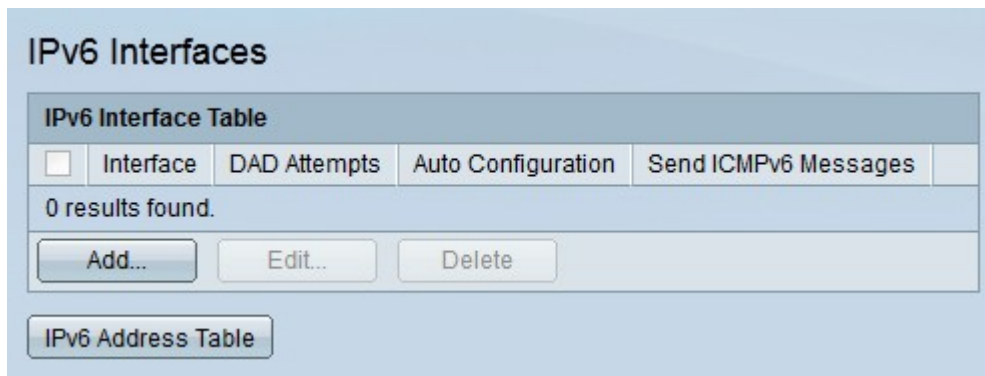 IPv6 Interfaces
IPv6 Interface Table
Interface DAD Attempts Auto Configuration Send ICMPv6 Messages
0 results found.
Add... Edit... Delete
IPv6 Address Table